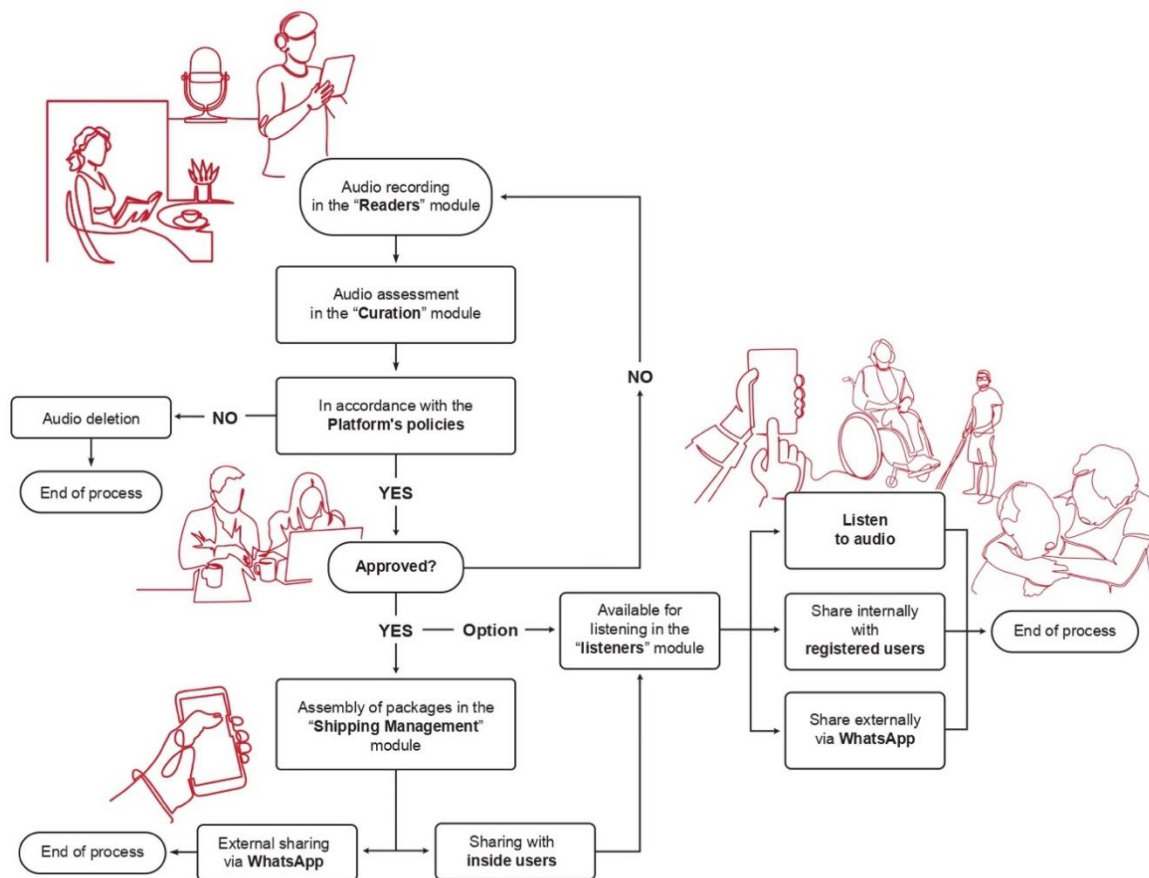 Audio recording
in the “Readers” module
Audio assessment
in the “Curation” module
NO
Audio deletion
NO
In accordance with the
Platform's policies
End of process
YES
Approved?
Listen
to audio
YES
Option
Available for
listening in the
“listeners” module
Share internally
with
registered users
End of process
Assembly of packages in the
“Shipping Management”
module
Share externally
via WhatsApp
End of process
External sharing
via WhatsApp
Sharing with
inside users